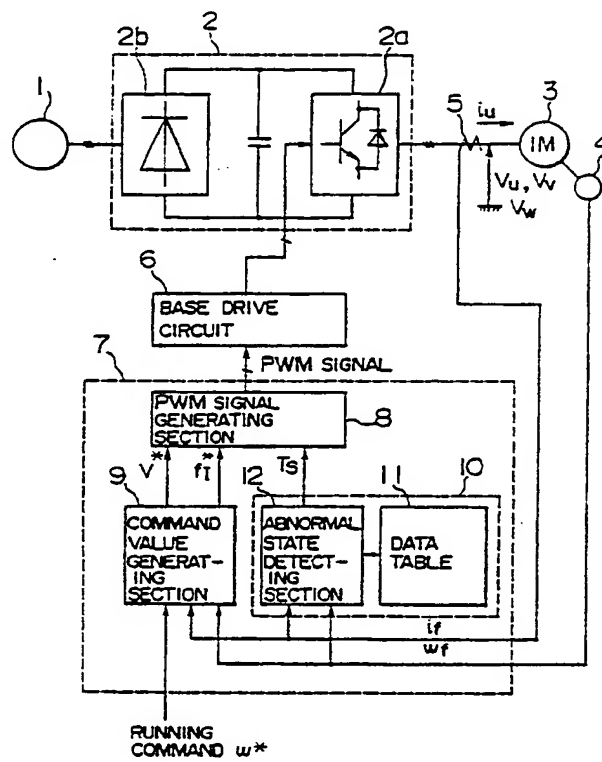 2
2b
2a
1
iu
3
5
4
IM
Vu, Vv
Vw
6
BASE DRIVE
CIRCUIT
7
PWM SIGNAL
PWM SIGNAL
GENERATING
SECTION
8
V*
fI*
Ts
9
12
11
10
COMMAND
VALUE
GENERAT-
ING
SECTION
ABNORMAL
STATE
DETECT-
ING
SECTION
DATA
TABLE
if
wf
RUNNING
COMMAND w*